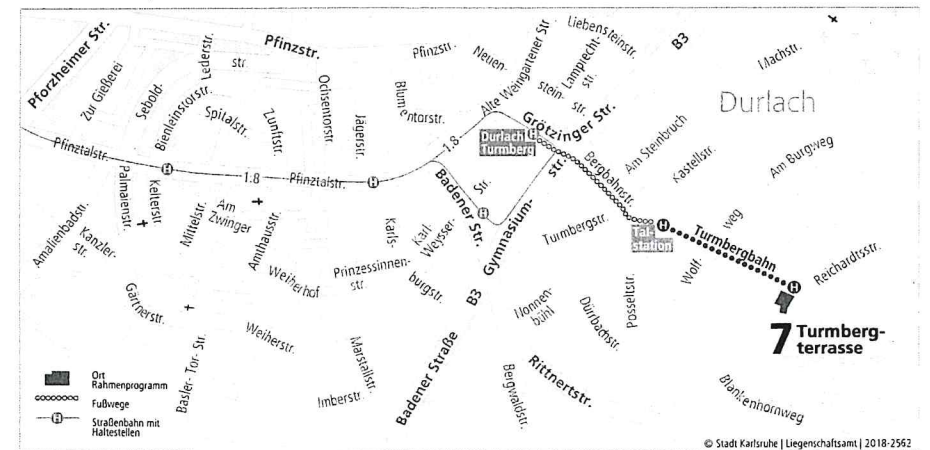 Pforzheimer Str.
Zur Gießerei
Sebold-
Bienleinstorstr.
Lederstr.
str.
Spitalstr.
Zunftstr.
Pfinzstr.
Ochsentorstr.
Jägerstr.
Pfinzstr.
Blumentorstr.
Neuen-
stein-
str.
Alte Weingartener Str.
Liebensteinstr.
Lamprecht-
str.
B3
Machstr.
Durlach
Grötzinger Str.
Durlach
Turmberg
H
Bergbahnstr.
Am Steinbruch
Kastellstr.
Am Burgweg
Pfinztalstr.
H
1.8
Pfinztalstr.
H
1.8
Badener Str.
Str.
H
Gymnasium-
str.
Palmaienstr.
Kelterstr.
Mittelstr.
Am
Zwinger
Amthausstr.
Amalienbadstr.
Kanzler-
str.
Gärtnerstr.
Weiherhof
Prinzessinnen-
str.
Karls-
burgstr.
Karl-
Weysser-
Turmbergstr.
Tal-
station
H
Wolf-
weg
Turmbergbahn
Reichardtsstr.
H
7 Turmberg-
terrasse
B3
Badener Straße
Nonnen-
bühl
Dürrbachstr.
Posseltstr.
Basler-Tor-Str.
Weiherstr.
Marstallstr.
Imberstr.
Bergwaldstr.
Rittnertstr.
Blankenhornweg
Ort
Rahmenprogramm
Fußwege
H
Straßenbahn mit
Haltestellen
© Stadt Karlsruhe | Liegenschaftsamt | 2018-2562